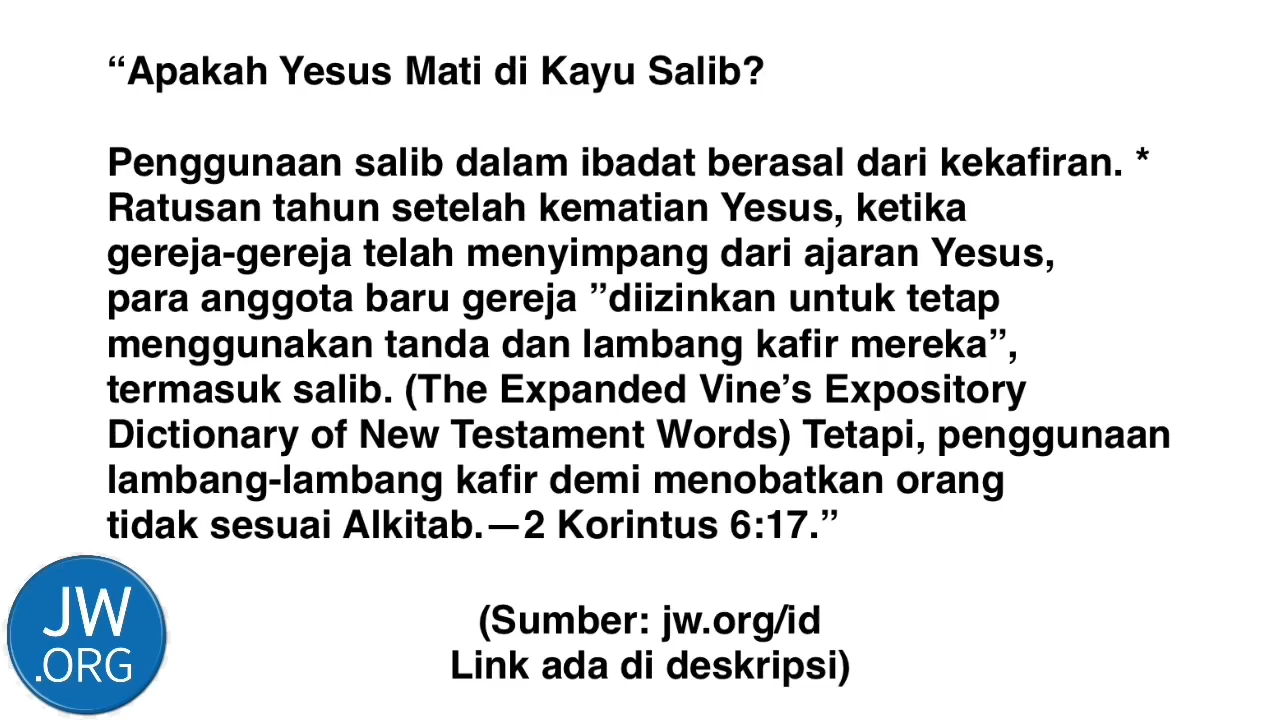 “Apakah Yesus Mati di Kayu Salib?
Penggunaan salib dalam ibadat berasal dari kekafiran. *
Ratusan tahun setelah kematian Yesus, ketika
gereja-gereja telah menyimpang dari ajaran Yesus,
para anggota baru gereja ”diizinkan untuk tetap
menggunakan tanda dan lambang kafir mereka”,
termasuk salib. (The Expanded Vine’s Expository
Dictionary of New Testament Words) Tetapi, penggunaan
lambang-lambang kafir demi menobatkan orang
tidak sesuai Alkitab.—2 Korintus 6:17.”
(Sumber: jw.org/id
Link ada di deskripsi)
JW
.ORG